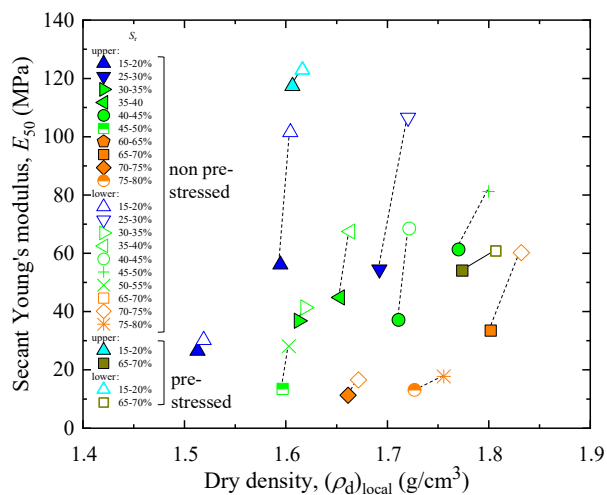 140
120
100
80
60
40
20
0
Secant Young's modulus, E50 (MPa)
Sr
upper:
15-20%
25-30%
30-35%
35-40
40-45%
45-50%
60-65%
65-70%
70-75%
75-80%
lower:
15-20%
25-30%
30-35%
35-40%
40-45%
45-50%
50-55%
65-70%
70-75%
75-80%
non pre-
stressed
upper:
15-20%
65-70%
lower:
15-20%
65-70%
pre-
stressed
1.4 1.5 1.6 1.7 1.8 1.9
Dry density, (ρd)local (g/cm³)